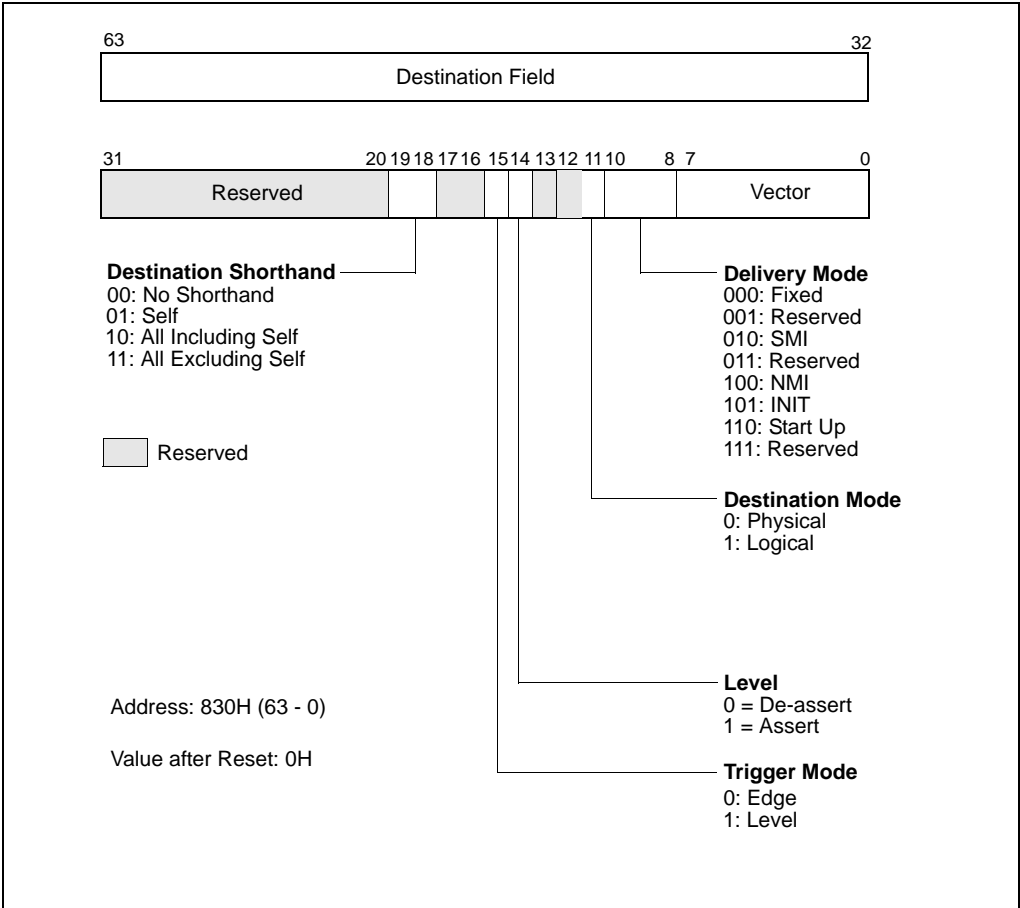 63 32
Destination Field
31 20 19 18 17 16 15 14 13 12 11 10 8 7 0
Reserved Vector
Destination Shorthand
00: No Shorthand
01: Self
10: All Including Self
11: All Excluding Self
Reserved
Delivery Mode
000: Fixed
001: Reserved
010: SMI
011: Reserved
100: NMI
101: INIT
110: Start Up
111: Reserved
Destination Mode
0: Physical
1: Logical
Level
0 = De-assert
1 = Assert
Address: 830H (63 - 0)
Value after Reset: 0H
Trigger Mode
0: Edge
1: Level